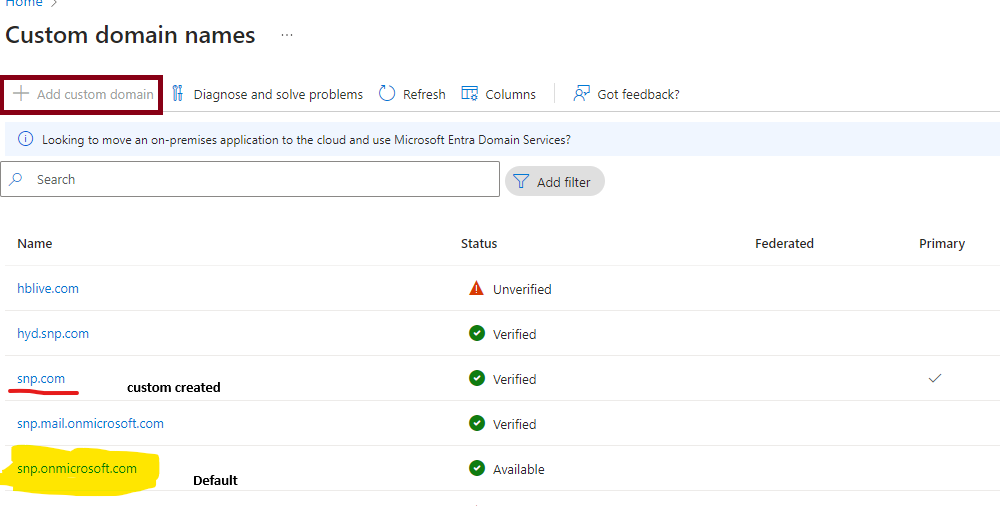 Home >
Custom domain names ...
+ Add custom domain Diagnose and solve problems Refresh Columns Got feedback?
Looking to move an on-premises application to the cloud and use Microsoft Entra Domain Services?
Search Add filter
Name Status Federated Primary
hblive.com Unverified
hyd.snp.com Verified
snp.com custom created Verified
snp.mail.onmicrosoft.com Verified
snp.onmicrosoft.com Default Available